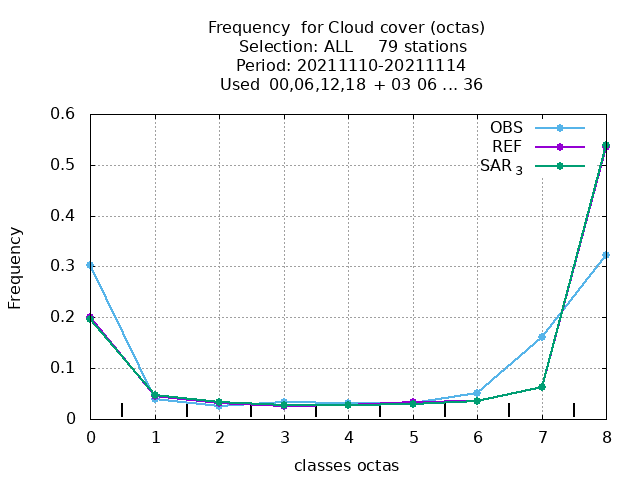 Frequency  for Cloud cover (octas)
Selection: ALL     79 stations
Period: 20211110-20211114
Used  00,06,12,18  + 03 06 ... 36
0.6
OBS
REF
SAR 3
0.5
0.4
0.3
0.2
0.1
0
Frequency
0 1 2 3 4 5 6 7 8
classes octas